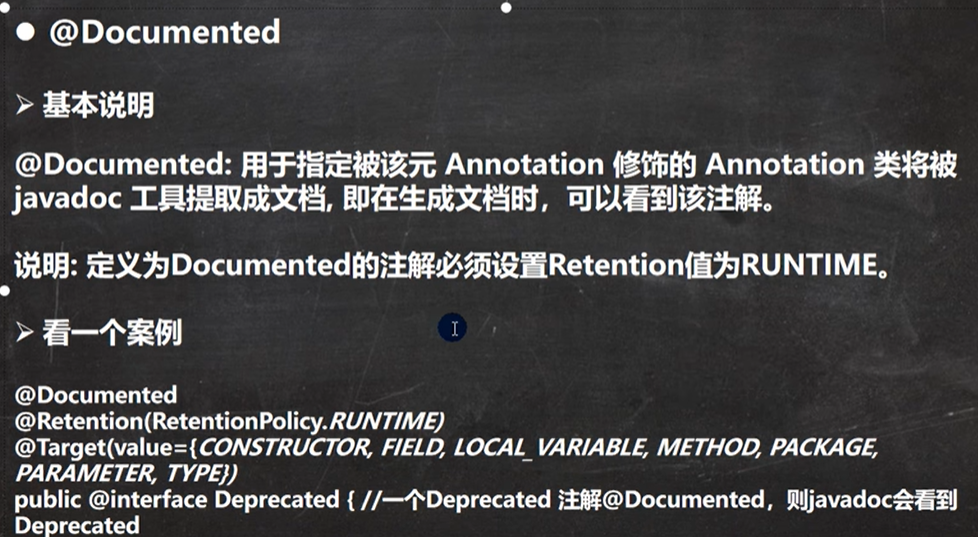 ● @Documented
➢ 基本说明
@Documented: 用于指定被该元 Annotation 修饰的 Annotation 类将被
javadoc 工具提取成文档, 即在生成文档时，可以看到该注解。
说明: 定义为Documented的注解必须设置Retention值为RUNTIME。
➢ 看一个案例
@Documented
@Retention(RetentionPolicy.RUNTIME)
@Target(value={CONSTRUCTOR, FIELD, LOCAL_VARIABLE, METHOD, PACKAGE,
PARAMETER, TYPE})
public @interface Deprecated { //一个Deprecated 注解@Documented，则javadoc会看到
Deprecated